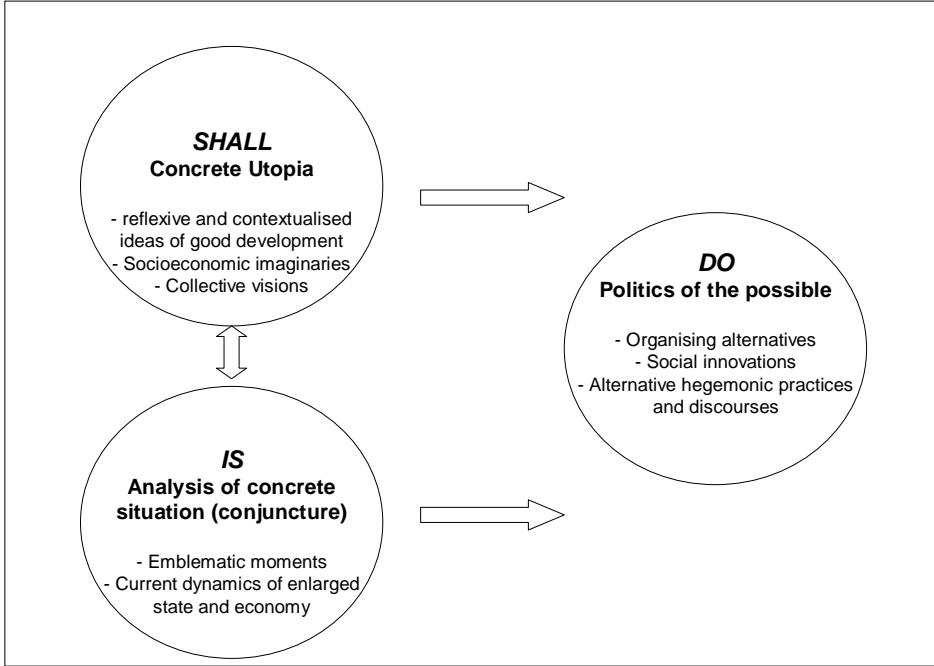 SHALL
Concrete Utopia
- reflexive and contextualised
ideas of good development
- Socioeconomic imaginaries
- Collective visions
IS
Analysis of concrete
situation (conjuncture)
- Emblematic moments
- Current dynamics of enlarged
state and economy
DO
Politics of the possible
- Organising alternatives
- Social innovations
- Alternative hegemonic practices
and discourses